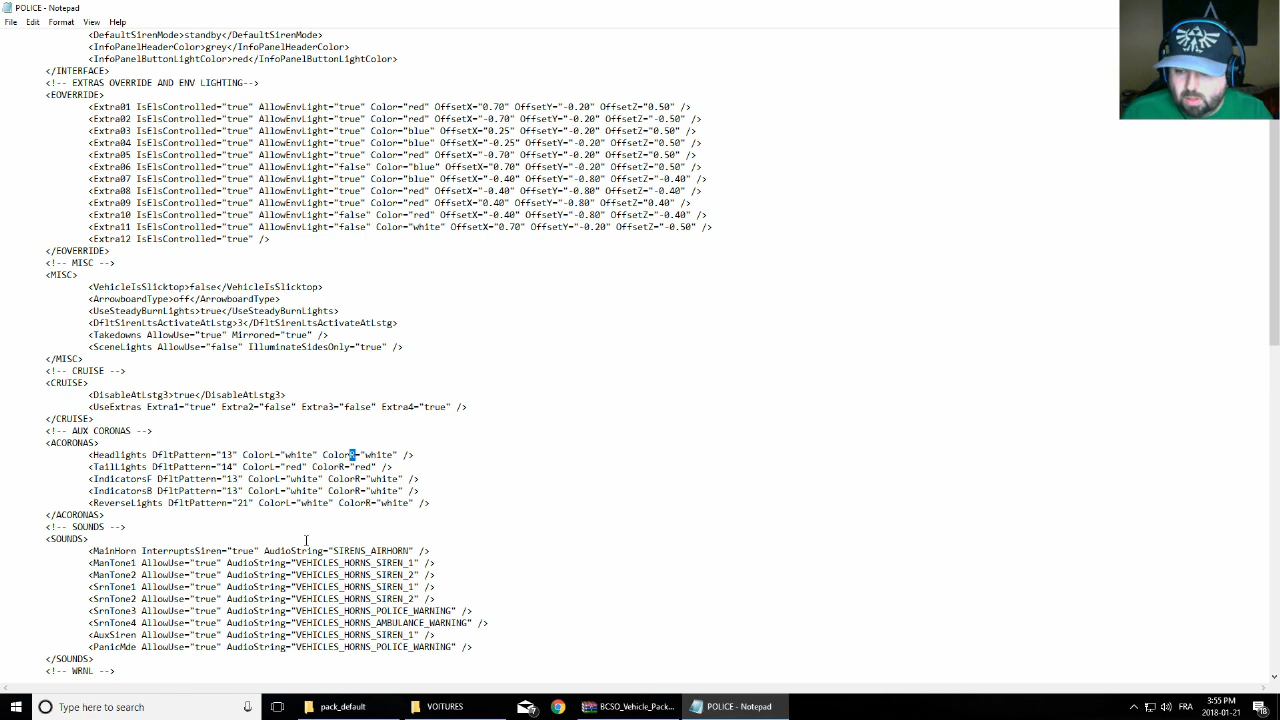 POLICE - Notepad
File Edit Format View Help
<DefaultSirenMode>standby</DefaultSirenMode>
<InfoPanelHeaderColor>grey</InfoPanelHeaderColor>
<InfoPanelButtonLightColor>red</InfoPanelButtonLightColor>
</INTERFACE>
<!-- EXTRAS OVERRIDE AND ENV LIGHTING-->
<EOVERRIDE>
<Extra01 IsElsControlled="true" AllowEnvLight="true" Color="red" OffsetX="0.70" OffsetY="-0.20" OffsetZ="0.50" />
<Extra02 IsElsControlled="true" AllowEnvLight="true" Color="red" OffsetX="-0.70" OffsetY="-0.20" OffsetZ="-0.50" />
<Extra03 IsElsControlled="true" AllowEnvLight="true" Color="blue" OffsetX="0.25" OffsetY="-0.20" OffsetZ="0.50" />
<Extra04 IsElsControlled="true" AllowEnvLight="true" Color="blue" OffsetX="-0.25" OffsetY="-0.20" OffsetZ="0.50" />
<Extra05 IsElsControlled="true" AllowEnvLight="true" Color="red" OffsetX="-0.70" OffsetY="-0.20" OffsetZ="0.50" />
<Extra06 IsElsControlled="true" AllowEnvLight="false" Color="blue" OffsetX="0.70" OffsetY="-0.20" OffsetZ="0.50" />
<Extra07 IsElsControlled="true" AllowEnvLight="true" Color="blue" OffsetX="-0.40" OffsetY="-0.80" OffsetZ="-0.40" />
<Extra08 IsElsControlled="true" AllowEnvLight="true" Color="red" OffsetX="-0.40" OffsetY="-0.80" OffsetZ="-0.40" />
<Extra09 IsElsControlled="true" AllowEnvLight="true" Color="red" OffsetX="0.40" OffsetY="-0.80" OffsetZ="0.40" />
<Extra10 IsElsControlled="true" AllowEnvLight="false" Color="red" OffsetX="-0.40" OffsetY="-0.80" OffsetZ="-0.40" />
<Extra11 IsElsControlled="true" AllowEnvLight="false" Color="white" OffsetX="0.70" OffsetY="-0.20" OffsetZ="-0.50" />
<Extra12 IsElsControlled="true" />
</EOVERRIDE>
<!-- MISC -->
<MISC>
<VehicleIsSlicktop>false</VehicleIsSlicktop>
<ArrowboardType>off</ArrowboardType>
<UseSteadyBurnLights>true</UseSteadyBurnLights>
<DfltSirenLtsActivateAtLstg>3</DfltSirenLtsActivateAtLstg>
<Takedowns AllowUse="true" Mirrored="true" />
<SceneLights AllowUse="false" IlluminateSidesOnly="true" />
</MISC>
<!-- CRUISE -->
<CRUISE>
<DisableAtLstg3>true</DisableAtLstg3>
<UseExtras Extra1="true" Extra2="false" Extra3="false" Extra4="true" />
</CRUISE>
<!-- AUX CORONAS -->
<ACORONAS>
<Headlights DfltPattern="13" ColorL="white" ColorR="white" />
<TailLights DfltPattern="14" ColorL="red" ColorR="red" />
<IndicatorsF DfltPattern="13" ColorL="white" ColorR="white" />
<IndicatorsB DfltPattern="13" ColorL="white" ColorR="white" />
<ReverseLights DfltPattern="21" ColorL="white" ColorR="white" />
</ACORONAS>
<!-- SOUNDS -->
<SOUNDS>
<MainHorn InterruptsSiren="true" AudioString="SIRENS_AIRHORN" />
<ManTone1 AllowUse="true" AudioString="VEHICLES_HORNS_SIREN_1" />
<ManTone2 AllowUse="true" AudioString="VEHICLES_HORNS_SIREN_2" />
<SrnTone1 AllowUse="true" AudioString="VEHICLES_HORNS_SIREN_1" />
<SrnTone2 AllowUse="true" AudioString="VEHICLES_HORNS_SIREN_2" />
<SrnTone3 AllowUse="true" AudioString="VEHICLES_HORNS_POLICE_WARNING" />
<SrnTone4 AllowUse="true" AudioString="VEHICLES_HORNS_AMBULANCE_WARNING" />
<AuxSiren AllowUse="true" AudioString="VEHICLES_HORNS_SIREN_1" />
<PanicMde AllowUse="true" AudioString="VEHICLES_HORNS_POLICE_WARNING" />
</SOUNDS>
<!-- WRNL -->
Type here to search
pack_default
VOITURES
7
BCSO_Vehicle_Pack...
POLICE - Notepad
FRA
3:55 PM
2018-01-21
18